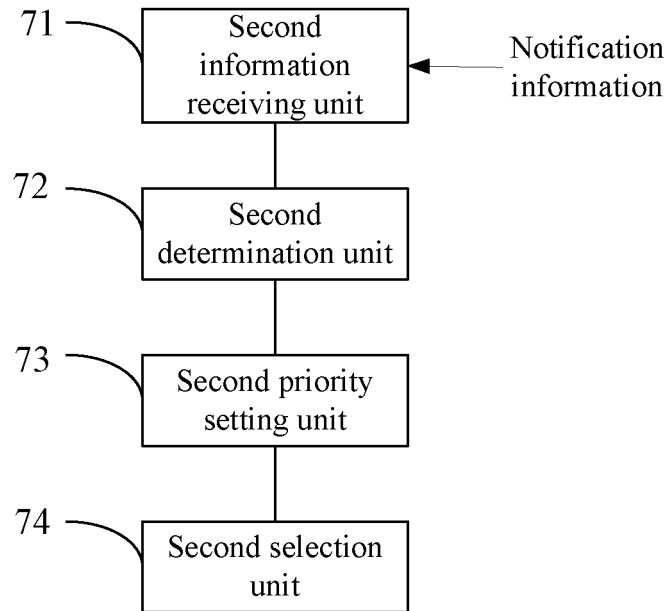 71
Second
information
receiving unit
Notification
information
72
Second
determination unit
73
Second priority
setting unit
74
Second selection
unit